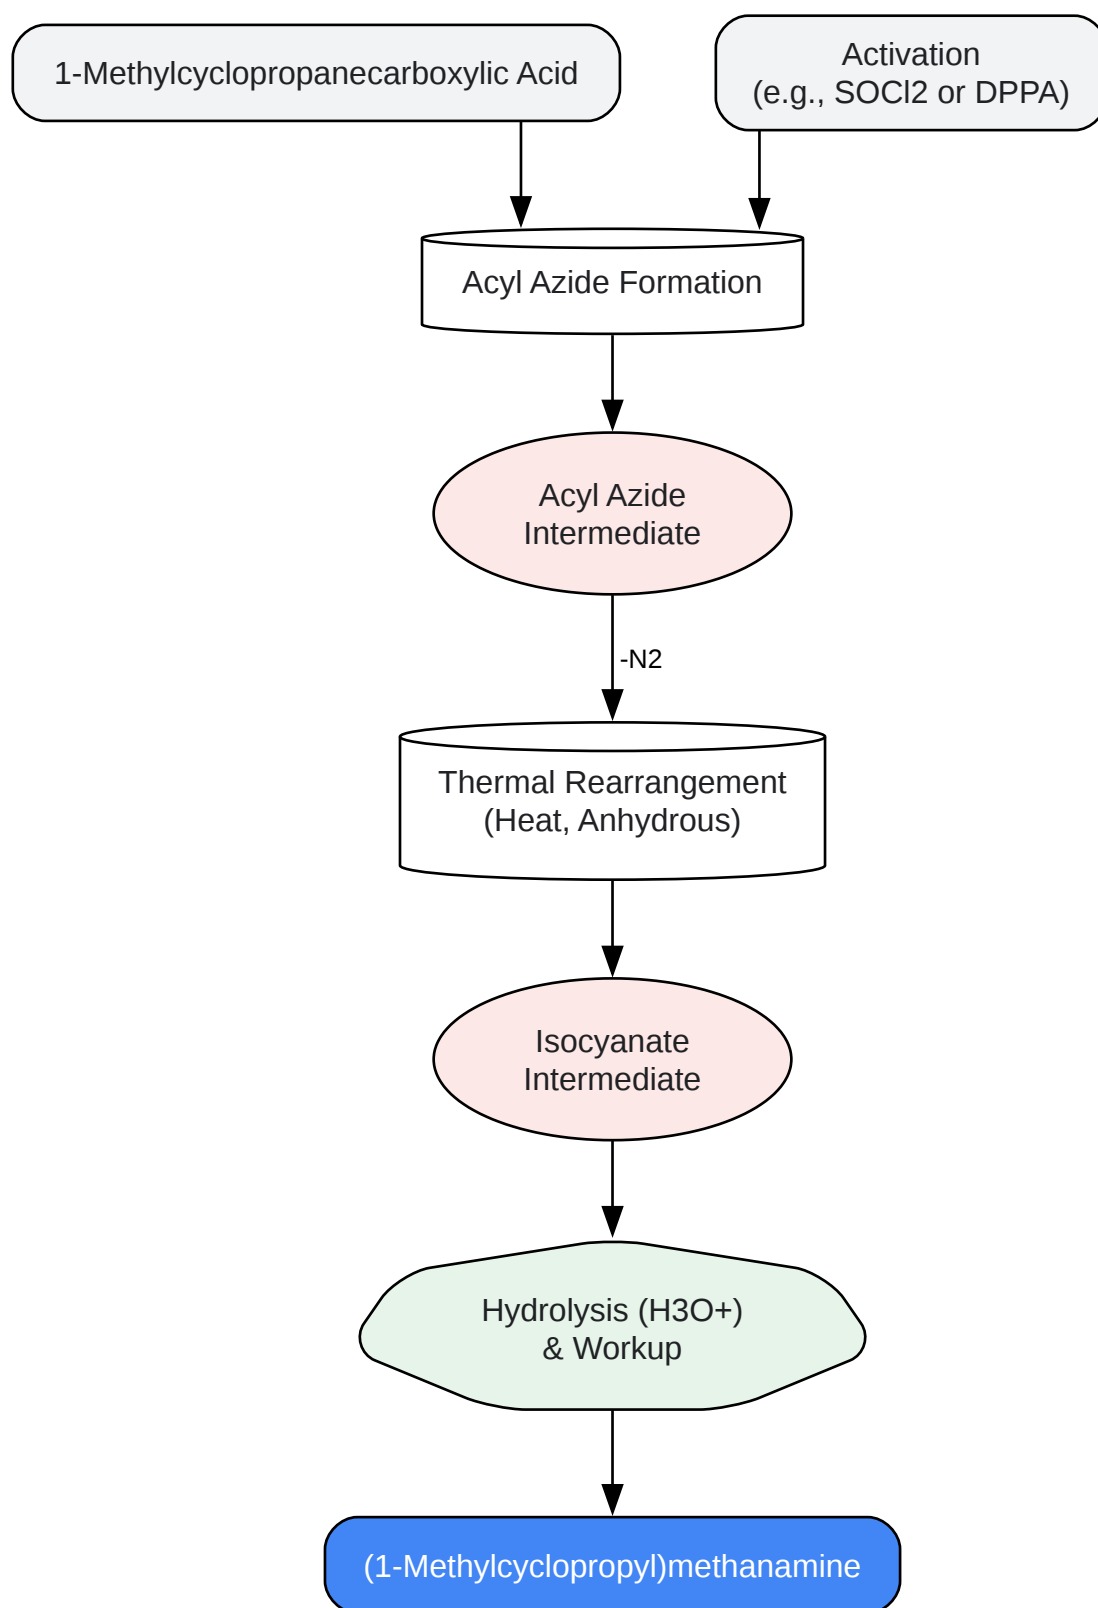 1-Methylcyclopropanecarboxylic Acid
Activation
(e.g., SOCl2 or DPPA)
Acyl Azide Formation
Acyl Azide
Intermediate
-N2
Thermal Rearrangement
(Heat, Anhydrous)
Isocyanate
Intermediate
Hydrolysis (H3O+)
& Workup
(1-Methylcyclopropyl)methanamine